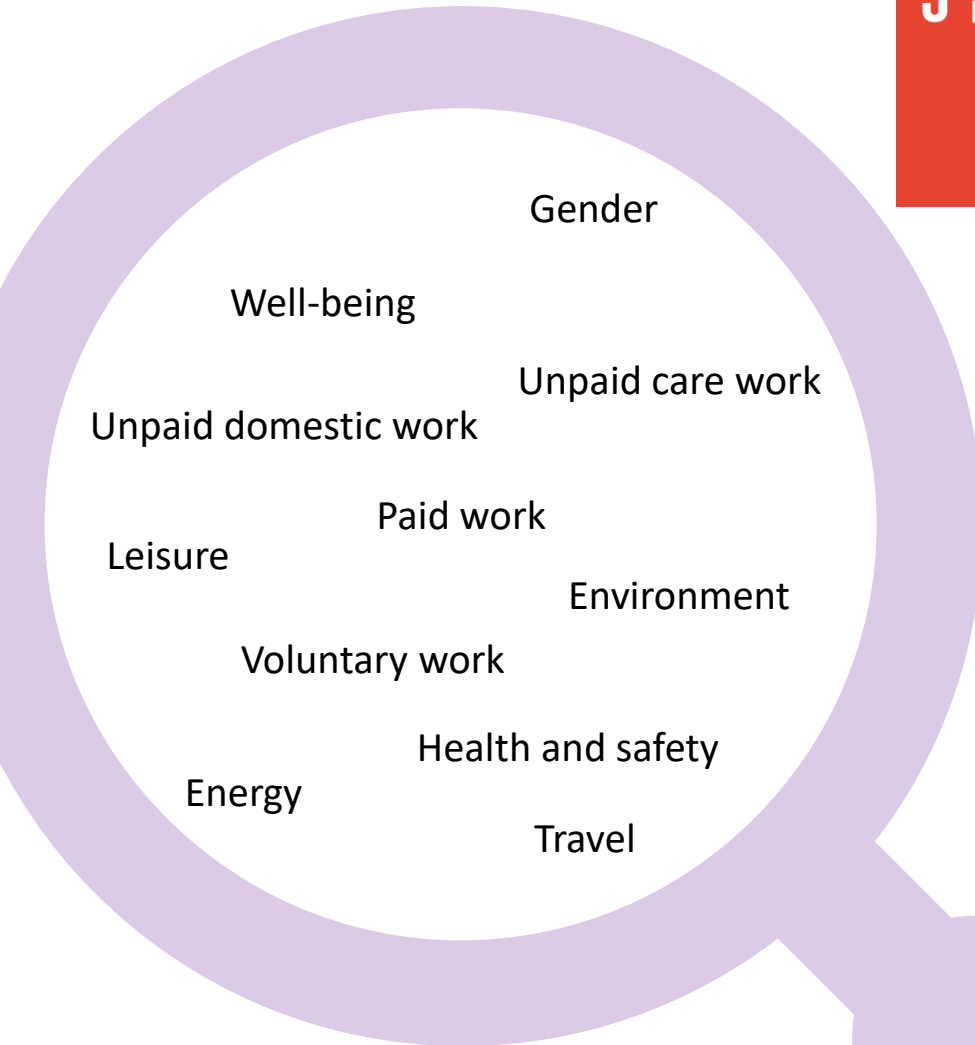 Gender
Well-being
Unpaid care work
Unpaid domestic work
Paid work
Leisure
Environment
Voluntary work
Health and safety
Energy
Travel